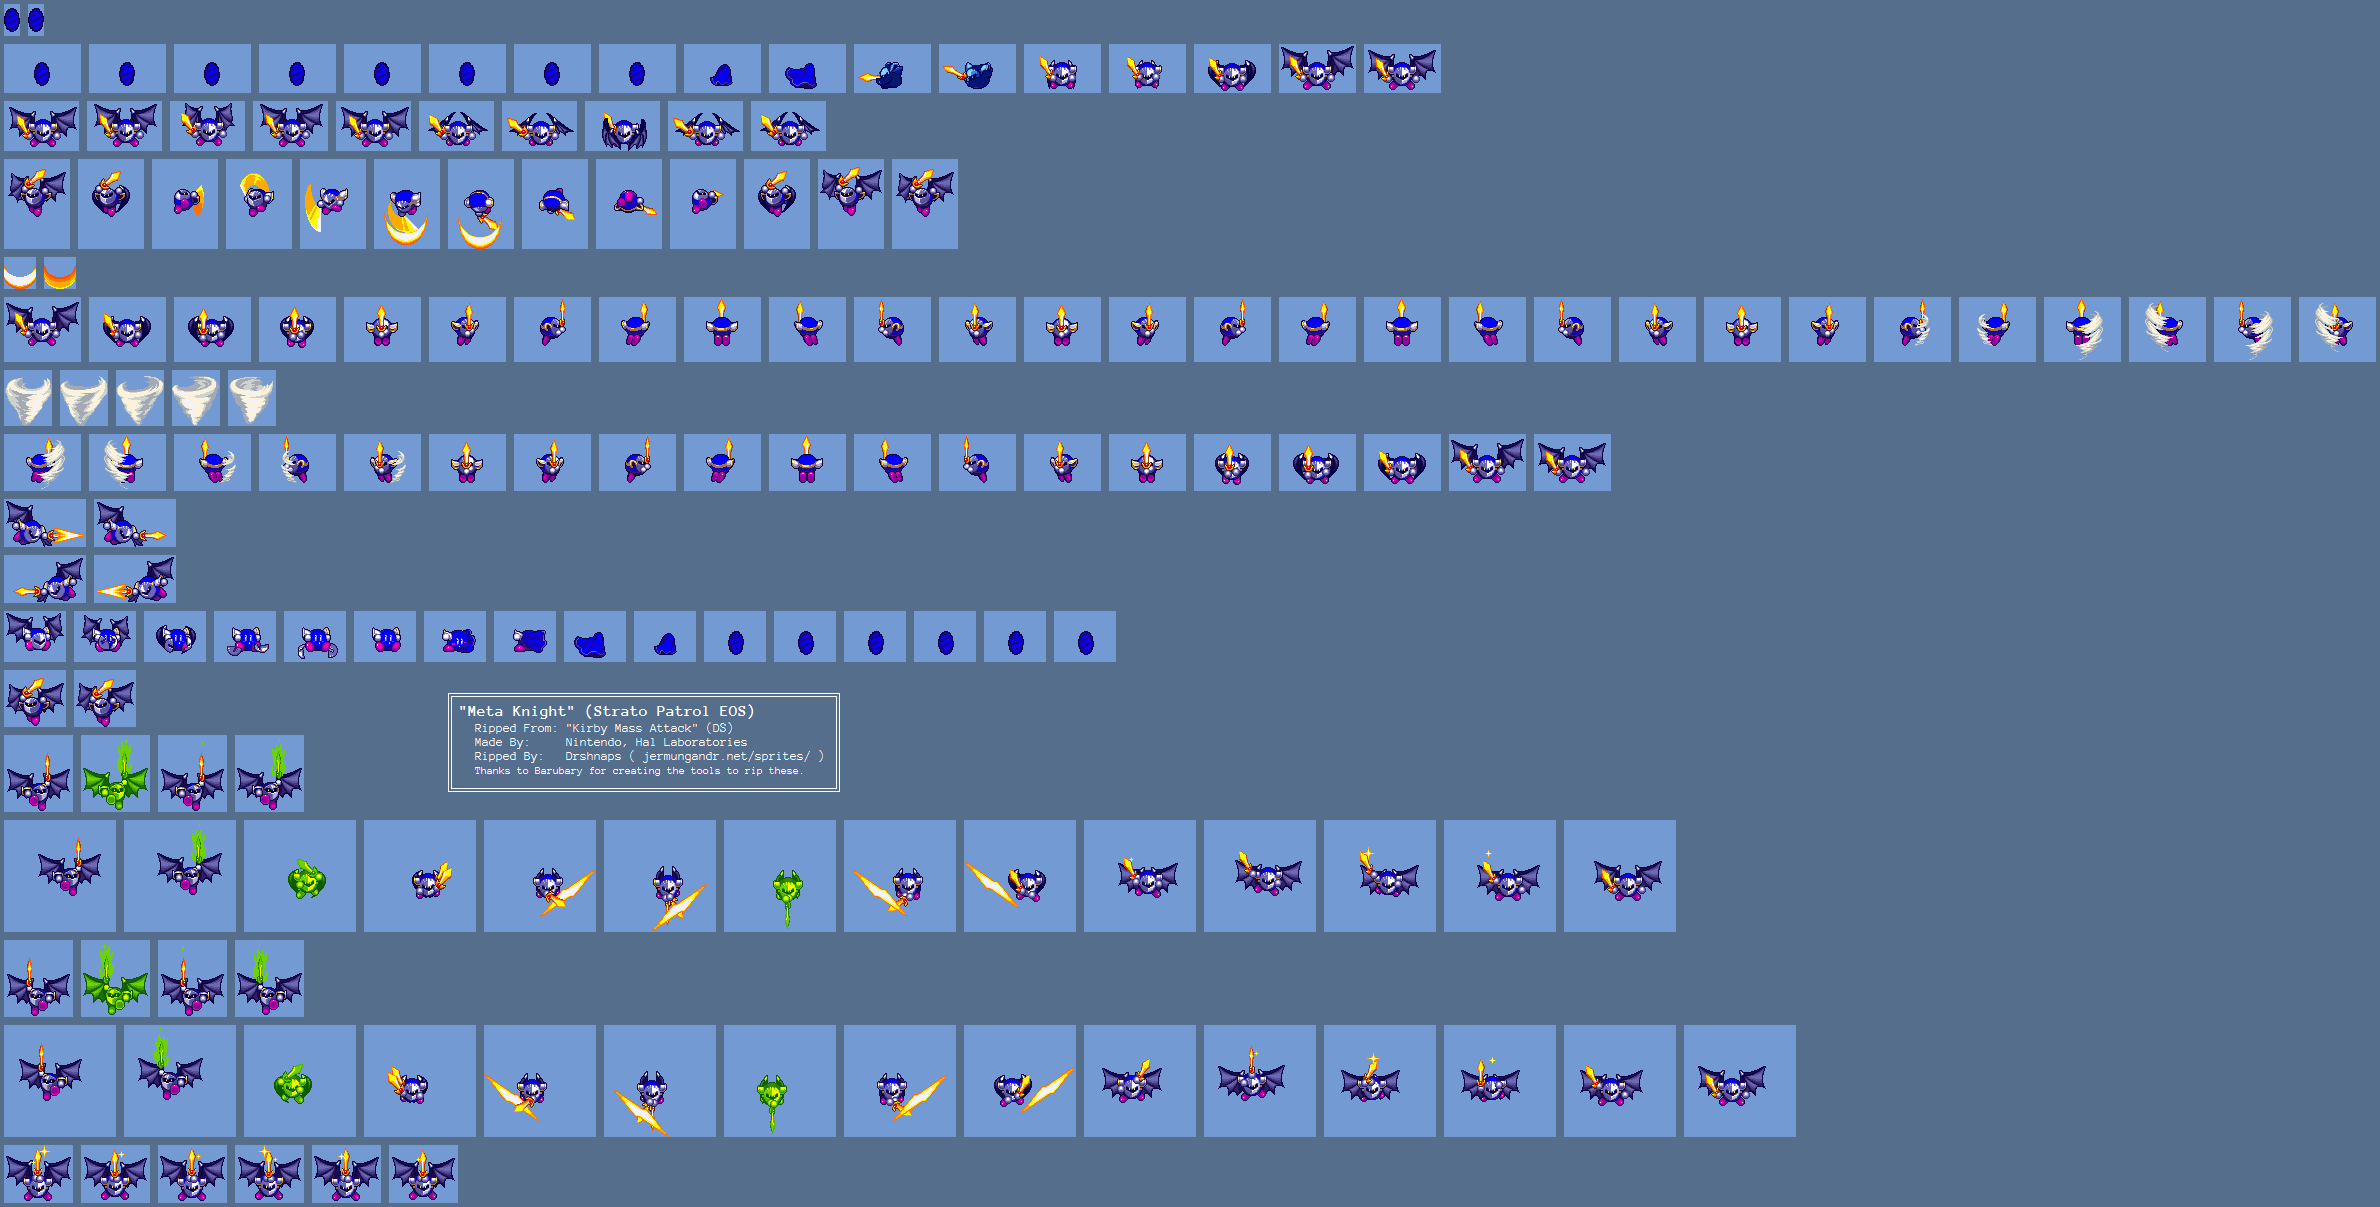 "Meta Knight" (Strato Patrol EOS)
Ripped From: "Kirby Mass Attack" (DS)
Made By: Nintendo, Hal Laboratories
Ripped By: Drshnaps ( jermungandr.net/sprites/ )
Thanks to Barubary for creating the tools to rip these.